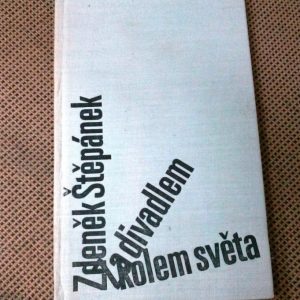 Zdeněk Štěpánek
Za divadlem
kolem světa